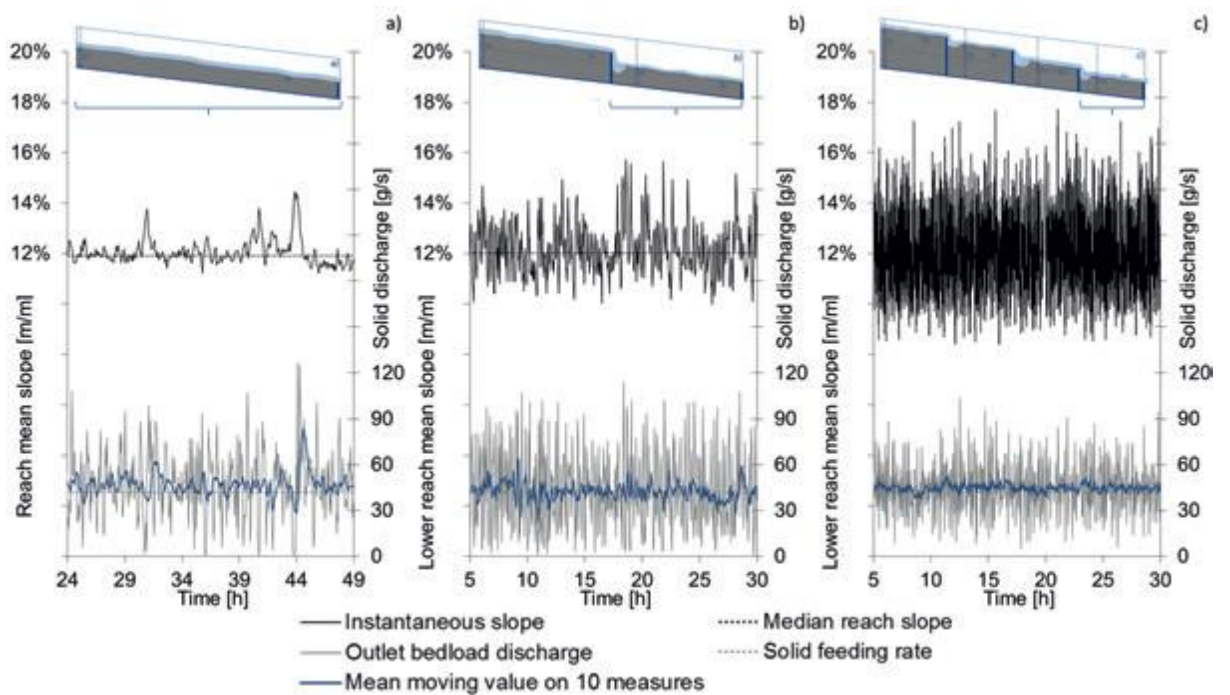 a)
b)
c)
20%
18%
16%
14%
12%
Reach mean slope [m/m]
Solid discharge [g/s]
120
90
60
30
0
24 29 34 39 44 49
Time [h]
20%
18%
16%
14%
12%
Lower reach mean slope [m/m]
Solid discharge [g/s]
120
90
60
30
0
5 10 15 20 25 30
Time [h]
20%
18%
16%
14%
12%
Lower reach mean slope [m/m]
Solid discharge [g/s]
120
90
60
30
0
5 10 15 20 25 30
Time [h]
Instantaneous slope
Median reach slope
Outlet bedload discharge
Solid feeding rate
Mean moving value on 10 measures